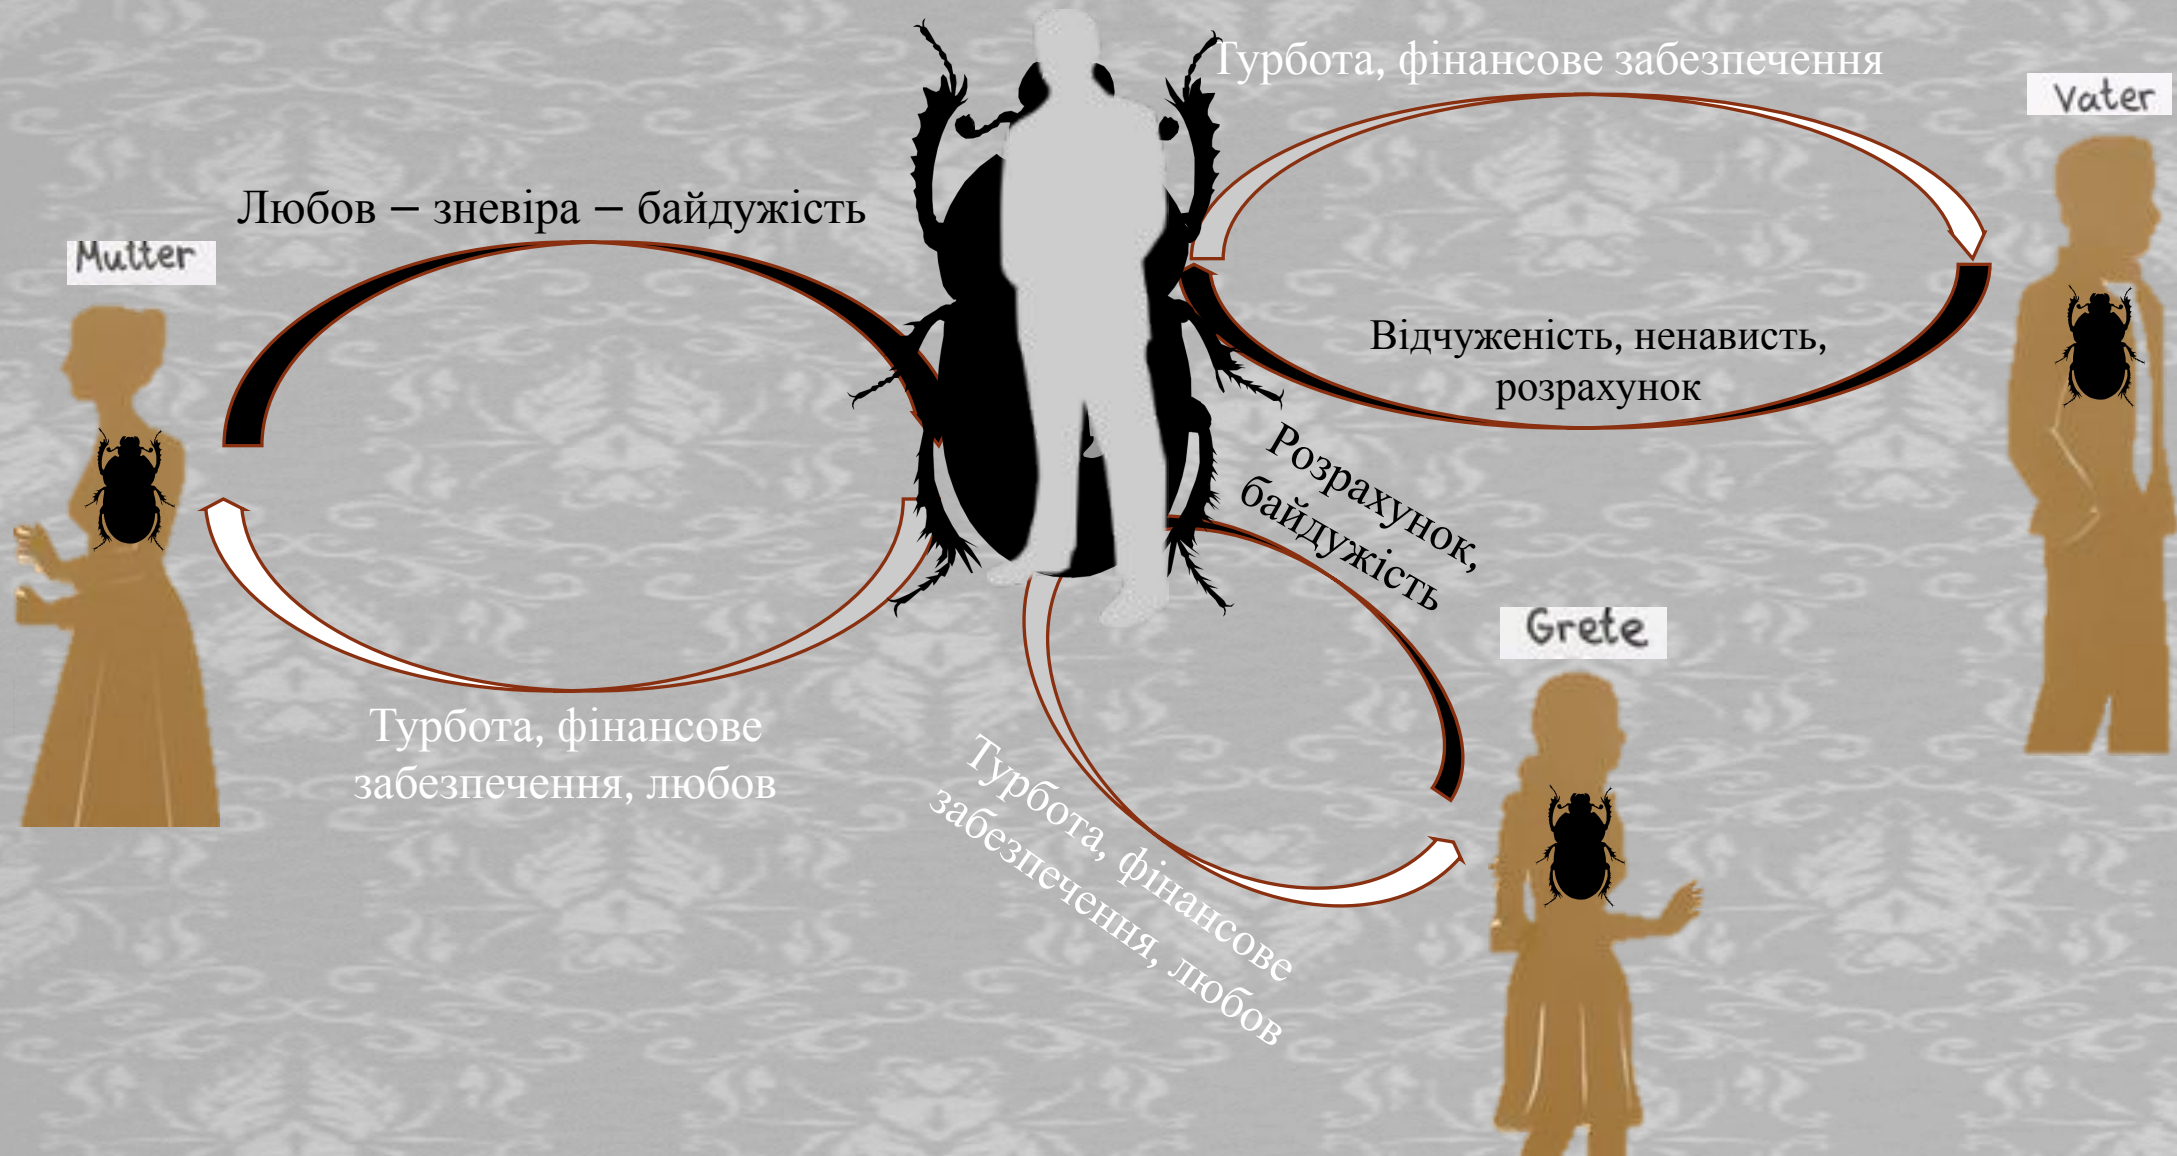 Турбота, фінансове забезпечення
Vater
Любов – зневіра – байдужість
Mutter
Відчуженість, ненависть,
розрахунок
Розрахунок,
байдужість
Grete
Турбота, фінансове
забезпечення, любов
Турбота, фінансове
забезпечення, любов